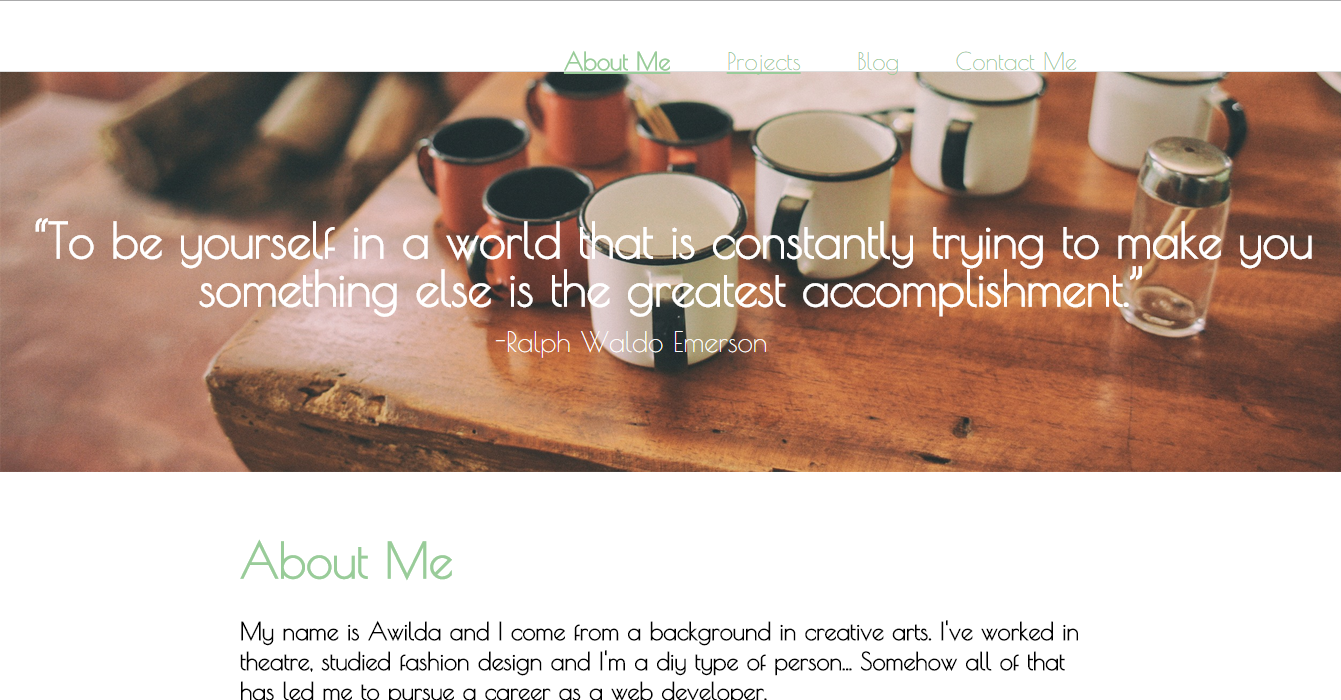 About Me Projects Blog Contact Me
“To be yourself in a world that is constantly trying to make you
something else is the greatest accomplishment.”
-Ralph Waldo Emerson
About Me
My name is Awilda and I come from a background in creative arts. I've worked in
theatre, studied fashion design and I'm a diy type of person... Somehow all of that
has led me to pursue a career as a web developer.